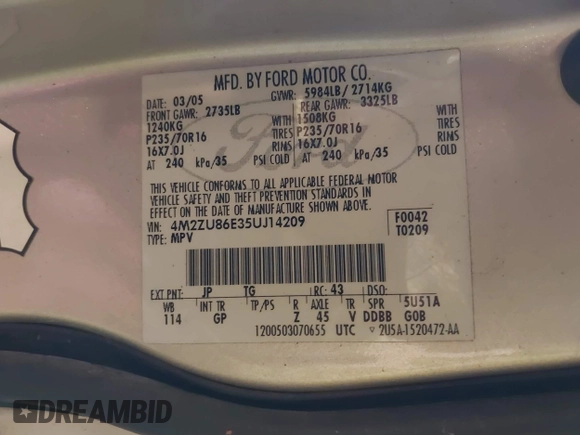 MFD. BY FORD MOTOR CO.
DATE: 03/05 GVWR: 5984LB/ 2714KG
FRONT GAWR: 2735LB REAR GAWR: 3325LB
1240KG WITH 1508KG WITH
P235/70R16 TIRES P235/70R16 TIRES
16X7.0J RIMS 16X7.0J RIMS
AT 240 kPa/35 PSI COLD AT 240 kPa/35 PSI COLD
Ford
THIS VEHICLE CONFORMS TO ALL APPLICABLE FEDERAL MOTOR
VEHICLE SAFETY AND THEFT PREVENTION STANDARDS IN
EFFECT ON THE DATE OF MANUFACTURE SHOWN ABOVE.
VIN: 4M2ZU86E35UJ14209 F0042
TYPE: MPV T0209
EXT PNT: JP TG RC: 43 DSO:
WB INT TR TP/PS R AXLE TR SPR 5U51A
114 GP Z 45 V DDBB G0B
1200503070655 UTC 2U5A-1520472-AA
DREAMBID